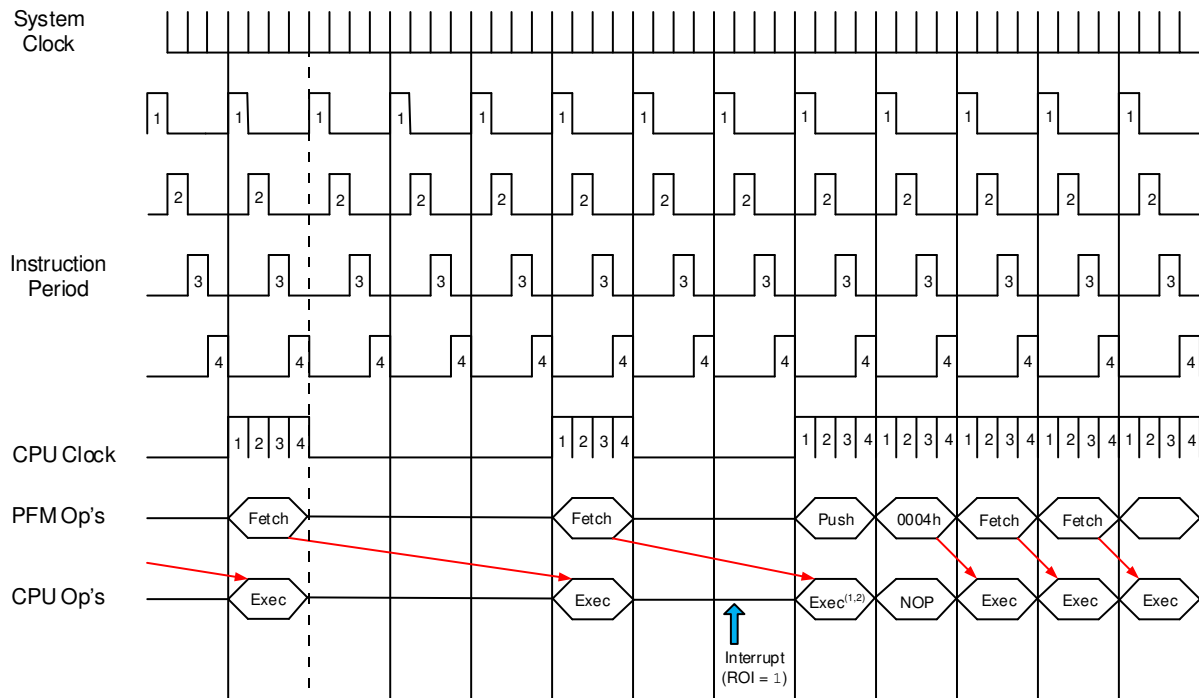 System
Clock
1 1 1 1 1 1 1 1 1 1 1 1 1
2 2 2 2 2 2 2 2 2 2 2 2 2
Instruction
Period
3 3 3 3 3 3 3 3 3 3 3 3 3
4 4 4 4 4 4 4 4 4 4 4 4 4
CPU Clock
1 2 3 4 1 2 3 4 1 2 3 4 1 2 3 4 1 2 3 4 1 2 3 4 1 2 3 4
PFM Op's
Fetch Fetch Push 0004h Fetch Fetch
CPU Op's
Exec Exec Exec(1,2) NOP Exec Exec Exec
Interrupt
(ROI = 1)